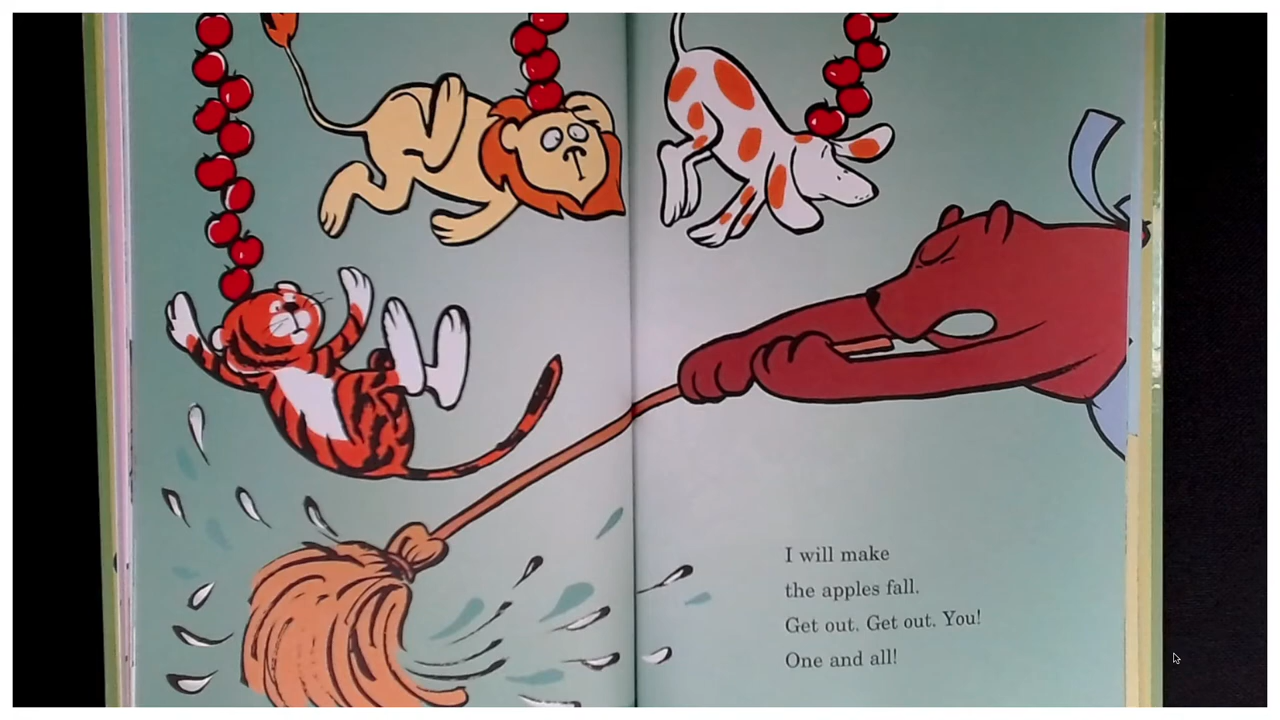 I will make
the apples fall.
Get out. Get out. You!
One and all!